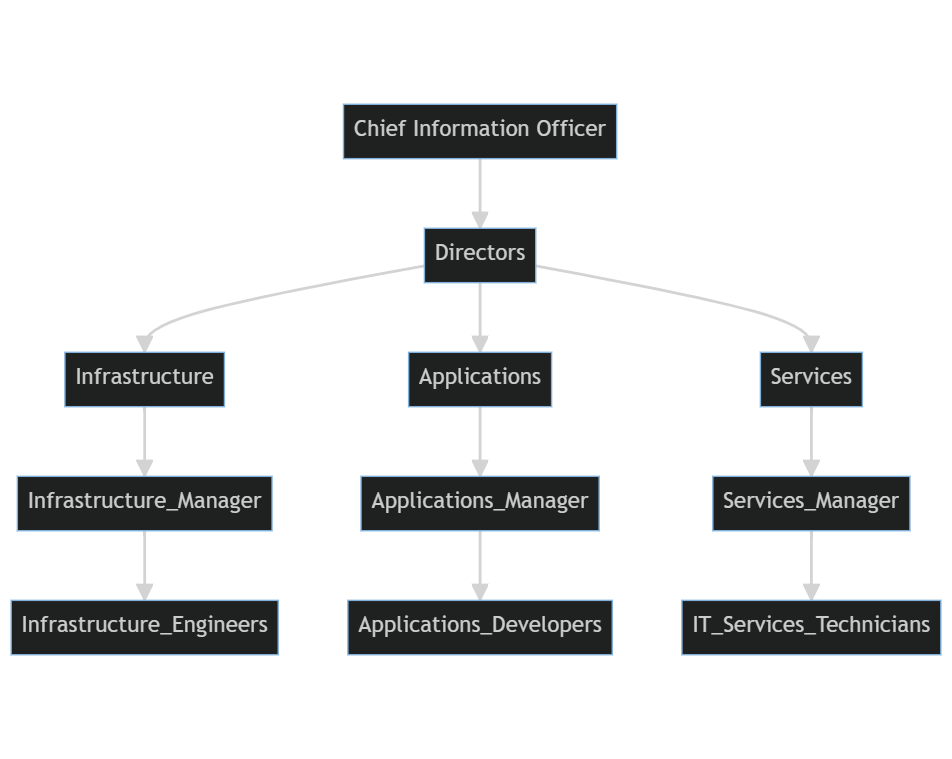 Chief Information Officer
Directors
Infrastructure
Applications
Services
Infrastructure_Manager
Applications_Manager
Services_Manager
Infrastructure_Engineers
Applications_Developers
IT_Services_Technicians